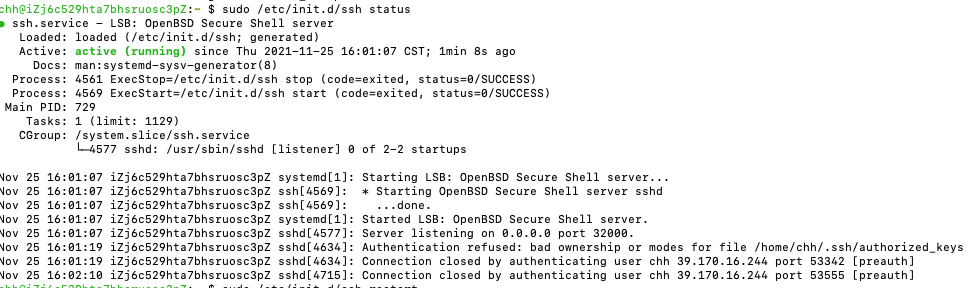 chh@iZj6c529hta7bhsruosc3pZ:~ $ sudo /etc/init.d/ssh status
● ssh.service - LSB: OpenBSD Secure Shell server
Loaded: loaded (/etc/init.d/ssh; generated)
Active: active (running) since Thu 2021-11-25 16:01:07 CST; 1min 8s ago
Docs: man:systemd-sysv-generator(8)
Process: 4561 ExecStop=/etc/init.d/ssh stop (code=exited, status=0/SUCCESS)
Process: 4569 ExecStart=/etc/init.d/ssh start (code=exited, status=0/SUCCESS)
Main PID: 729
Tasks: 1 (limit: 1129)
CGroup: /system.slice/ssh.service
└─4577 sshd: /usr/sbin/sshd [listener] 0 of 2-2 startups
Nov 25 16:01:07 iZj6c529hta7bhsruosc3pZ systemd[1]: Starting LSB: OpenBSD Secure Shell server...
Nov 25 16:01:07 iZj6c529hta7bhsruosc3pZ ssh[4569]:  * Starting OpenBSD Secure Shell server sshd
Nov 25 16:01:07 iZj6c529hta7bhsruosc3pZ ssh[4569]:    ...done.
Nov 25 16:01:07 iZj6c529hta7bhsruosc3pZ systemd[1]: Started LSB: OpenBSD Secure Shell server.
Nov 25 16:01:07 iZj6c529hta7bhsruosc3pZ sshd[4577]: Server listening on 0.0.0.0 port 32000.
Nov 25 16:01:19 iZj6c529hta7bhsruosc3pZ sshd[4634]: Authentication refused: bad ownership or modes for file /home/chh/.ssh/authorized_keys
Nov 25 16:01:19 iZj6c529hta7bhsruosc3pZ sshd[4634]: Connection closed by authenticating user chh 39.170.16.244 port 53342 [preauth]
Nov 25 16:02:10 iZj6c529hta7bhsruosc3pZ sshd[4715]: Connection closed by authenticating user chh 39.170.16.244 port 53555 [preauth]
chh@iZj6c529hta7bhsruosc3pZ:~ $ sudo /etc/init.d/ssh restart